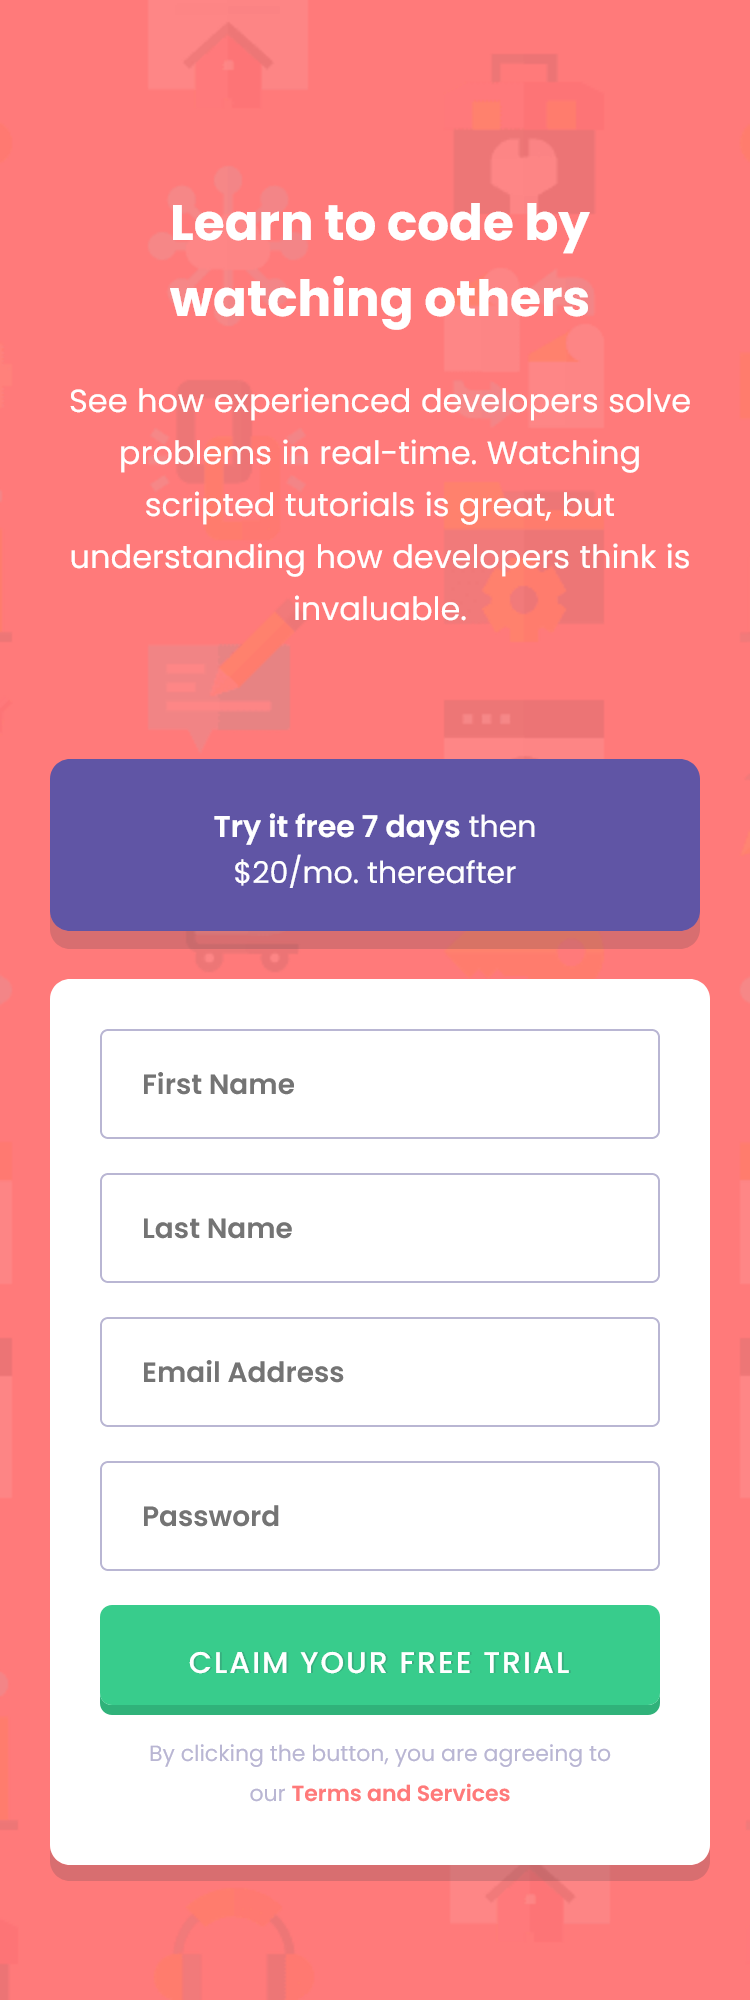 Learn to code by
watching others
See how experienced developers solve
problems in real-time. Watching
scripted tutorials is great, but
understanding how developers think is
invaluable.
Try it free 7 days then
$20/mo. thereafter
First Name
Last Name
Email Address
Password
CLAIM YOUR FREE TRIAL
By clicking the button, you are agreeing to
our Terms and Services